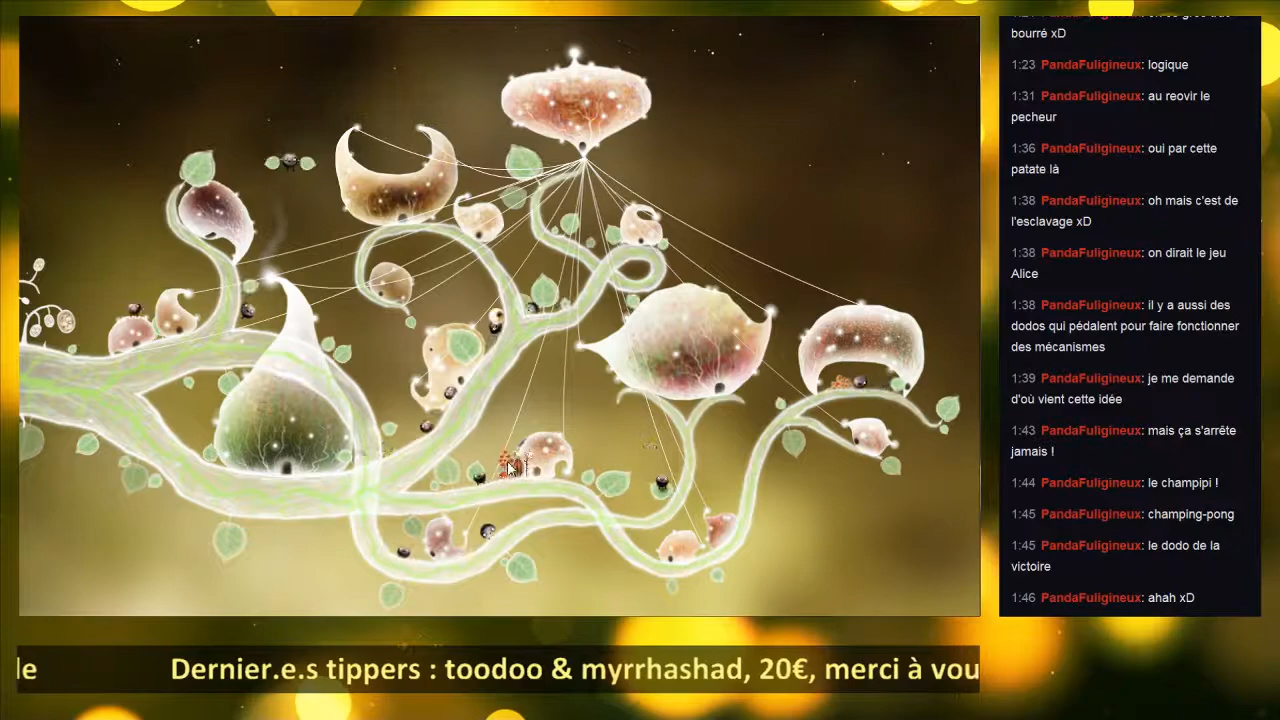 bourré xD
1:23 PandaFuligineux: logique
1:31 PandaFuligineux: au reovir le
pecheur
1:36 PandaFuligineux: oui par cette
patate là
1:38 PandaFuligineux: oh mais c'est de
l'esclavage xD
1:38 PandaFuligineux: on dirait le jeu
Alice
1:38 PandaFuligineux: il y a aussi des
dodos qui pédalent pour faire fonctionner
des mécanismes
1:39 PandaFuligineux: je me demande
d'où vient cette idée
1:43 PandaFuligineux: mais ça s'arrête
jamais !
1:44 PandaFuligineux: le champipi !
1:45 PandaFuligineux: champing-pong
1:45 PandaFuligineux: le dodo de la
victoire
1:46 PandaFuligineux: ahah xD
le Dernier.e.s tippers : toodoo & myrrhashad, 20€, merci à vou